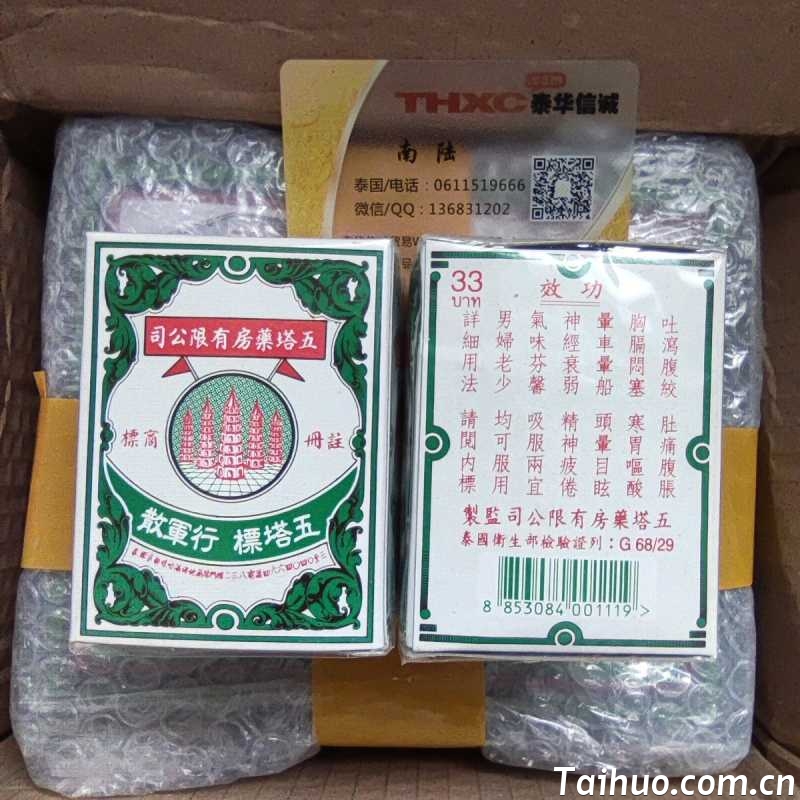 THXC 泰华信诚
南 陆
泰国/电话：0611519666
微信/QQ：136831202
五塔藥房有限公司
註冊
商標
五塔標 行軍散
33
บาท
功效
吐瀉腹絞 肚痛腹脹
胸膈悶塞 寒胃嘔酸
暈車暈船 頭暈目眩
神經衰弱 精神疲倦
氣味芬馨 吸服兩宜
男婦老少 均可服用
詳細用法 請閱内標
五塔藥房有限公司監製
泰國衛生部檢驗證列：G 68/29
8 853084 001119 >
Taihuo.com.cn